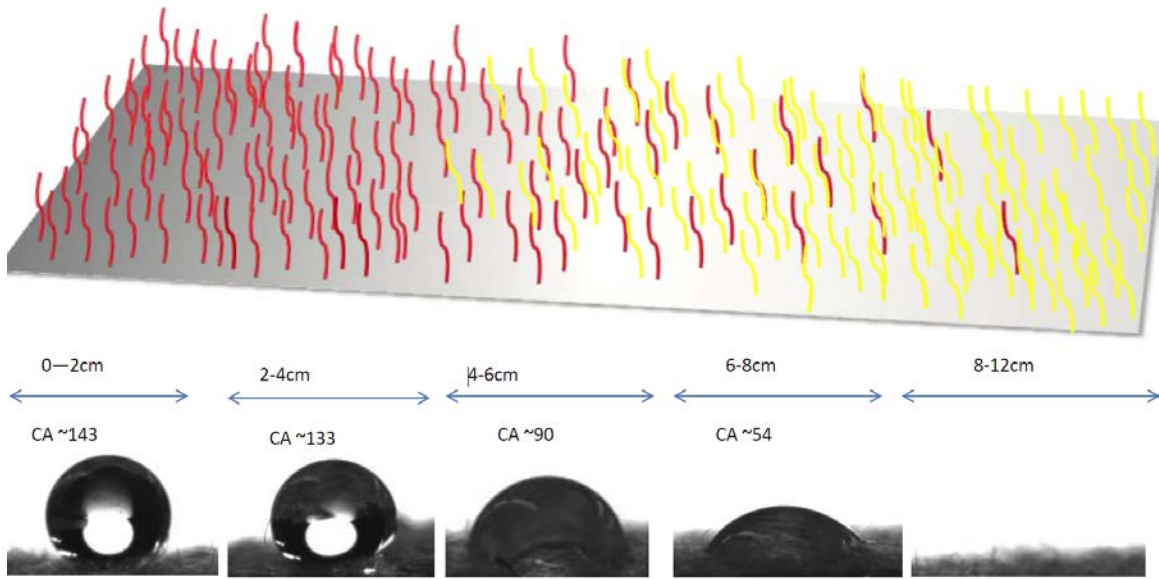 0—2cm
2-4cm
4-6cm
6-8cm
8-12cm
CA ~143
CA ~133
CA ~90
CA ~54